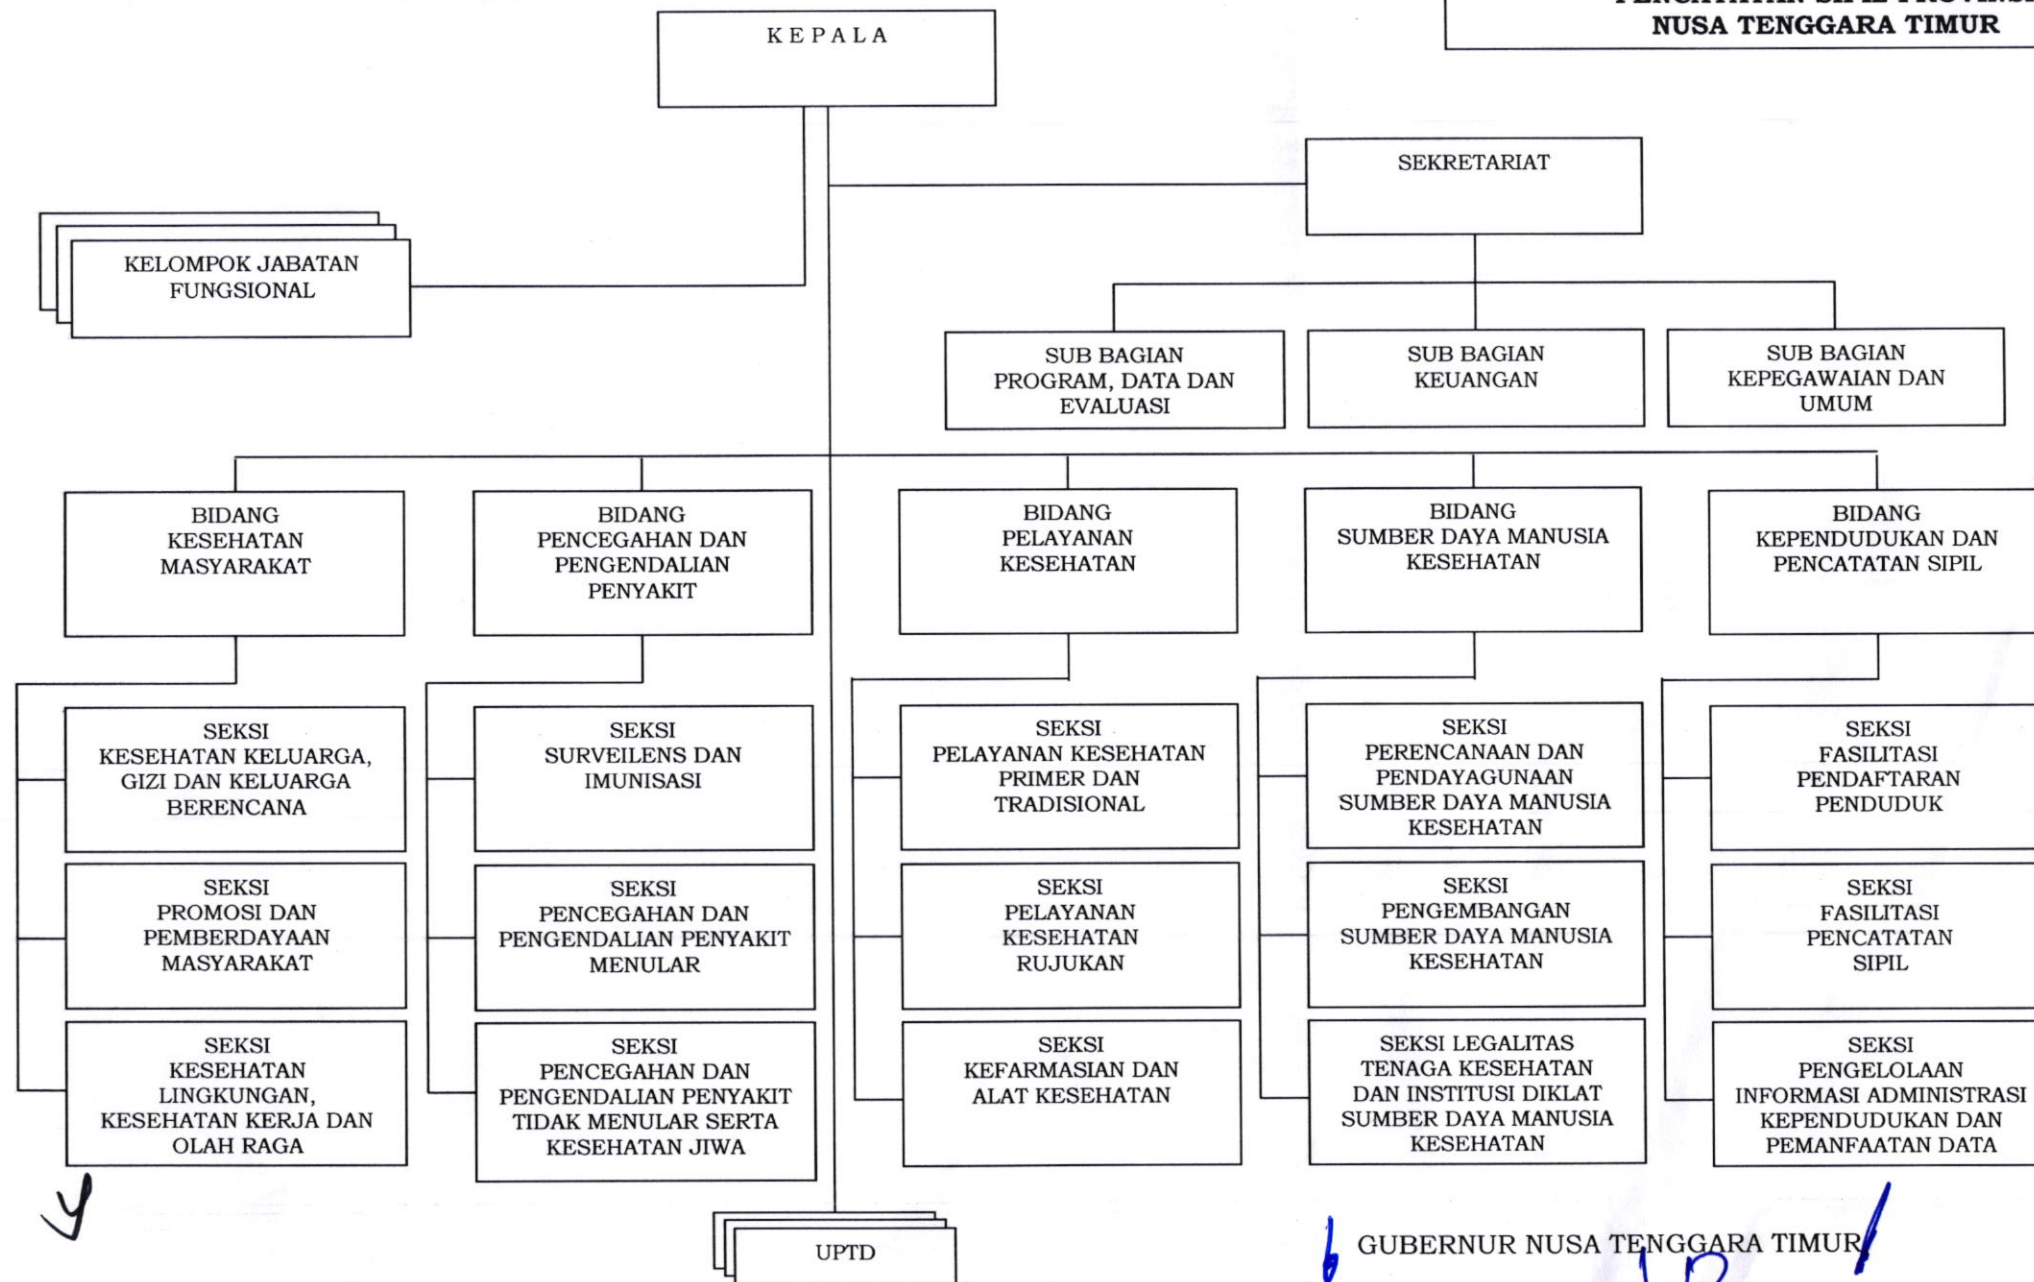 PENCATATAN SIPIL PROVINSI
NUSA TENGGARA TIMUR
KEPALA
SEKRETARIAT
KELOMPOK JABATAN
FUNGSIONAL
SUB BAGIAN
PROGRAM, DATA DAN
EVALUASI
SUB BAGIAN
KEUANGAN
SUB BAGIAN
KEPEGAWAIAN DAN
UMUM
BIDANG
KESEHATAN
MASYARAKAT
BIDANG
PENCEGAHAN DAN
PENGENDALIAN
PENYAKIT
BIDANG
PELAYANAN
KESEHATAN
BIDANG
SUMBER DAYA MANUSIA
KESEHATAN
BIDANG
KEPENDUDUKAN DAN
PENCATATAN SIPIL
SEKSI
KESEHATAN KELUARGA,
GIZI DAN KELUARGA
BERENCANA
SEKSI
SURVEILENS DAN
IMUNISASI
SEKSI
PELAYANAN KESEHATAN
PRIMER DAN
TRADISIONAL
SEKSI
PERENCANAAN DAN
PENDAYAGUNAAN
SUMBER DAYA MANUSIA
KESEHATAN
SEKSI
FASILITASI
PENDAFTARAN
PENDUDUK
SEKSI
PROMOSI DAN
PEMBERDAYAAN
MASYARAKAT
SEKSI
PENCEGAHAN DAN
PENGENDALIAN PENYAKIT
MENULAR
SEKSI
PELAYANAN
KESEHATAN
RUJUKAN
SEKSI
PENGEMBANGAN
SUMBER DAYA MANUSIA
KESEHATAN
SEKSI
FASILITASI
PENCATATAN
SIPIL
SEKSI
KESEHATAN
LINGKUNGAN,
KESEHATAN KERJA DAN
OLAH RAGA
SEKSI
PENCEGAHAN DAN
PENGENDALIAN PENYAKIT
TIDAK MENULAR SERTA
KESEHATAN JIWA
SEKSI
KEFARMASIAN DAN
ALAT KESEHATAN
SEKSI LEGALITAS
TENAGA KESEHATAN
DAN INSTITUSI DIKLAT
SUMBER DAYA MANUSIA
KESEHATAN
SEKSI
PENGELOLAAN
INFORMASI ADMINISTRASI
KEPENDUDUKAN DAN
PEMANFAATAN DATA
UPTD
GUBERNUR NUSA TENGGARA TIMUR